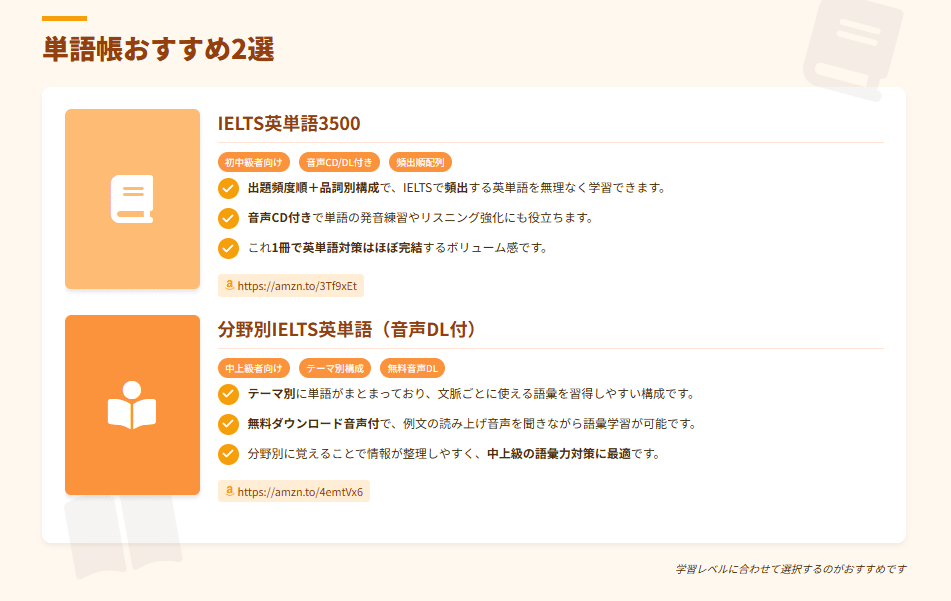 単語帳おすすめ2選
IELTS英単語3500
初中級者向け 音声CD/DL付き 頻出順配列
出題頻度順＋品詞別構成で、IELTSで頻出する英単語を無理なく学習できます。
音声CD付きで単語の発音練習やリスニング強化にも役立ちます。
これ1冊で英単語対策はほぼ完結するボリューム感です。
https://amzn.to/3Tf9xEt
分野別IELTS英単語（音声DL付）
中上級者向け テーマ別構成 無料音声DL
テーマ別に単語がまとまっており、文脈ごとに使える語彙を習得しやすい構成です。
無料ダウンロード音声付で、例文の読み上げ音声を聞きながら語彙学習が可能です。
分野別に覚えることで情報が整理しやすく、中上級の語彙力対策に最適です。
https://amzn.to/4emtVx6
学習レベルに合わせて選択するのがおすすめです